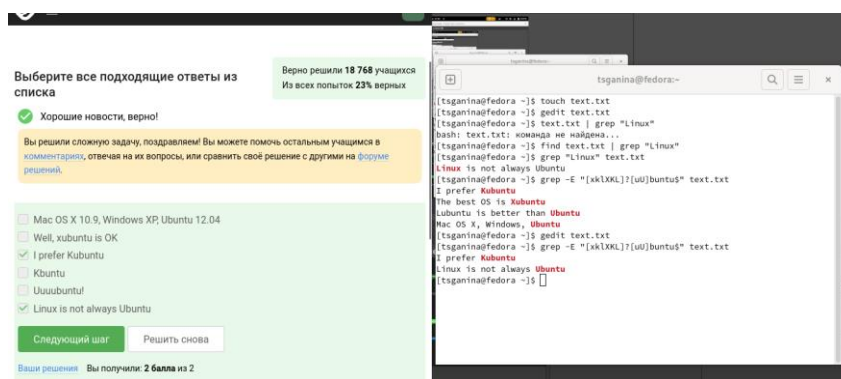 Выберите все подходящие ответы из
списка
Верно решили 18 768 учащихся
Из всех попыток 23% верных
Хорошие новости, верно!
Вы решили сложную задачу, поздравляем! Вы можете помочь остальным учащимся в
комментариях, отвечая на их вопросы, или сравнить своё решение с другими на форуме
решений.
Mac OS X 10.9, Windows XP, Ubuntu 12.04
Well, xubuntu is OK
I prefer Kubuntu
Kbuntu
Uuuubuntu!
Linux is not always Ubuntu
Следующий шаг
Решить снова
Ваши решения Вы получили: 2 балла из 2
tsganina@fedora:~
[tsganina@fedora ~]$ touch text.txt
[tsganina@fedora ~]$ gedit text.txt
[tsganina@fedora ~]$ text.txt | grep "Linux"
bash: text.txt: команда не найдена...
[tsganina@fedora ~]$ find text.txt | grep "Linux"
[tsganina@fedora ~]$ grep "Linux" text.txt
Linux is not always Ubuntu
[tsganina@fedora ~]$ grep -E "[xklXKL]?[uU]buntu$" text.txt
I prefer Kubuntu
The best OS is Xubuntu
Lubuntu is better than Ubuntu
Mac OS X, Windows, Ubuntu
[tsganina@fedora ~]$ gedit text.txt
[tsganina@fedora ~]$ grep -E "[xklXKL]?[uU]buntu$" text.txt
I prefer Kubuntu
Linux is not always Ubuntu
[tsganina@fedora ~]$